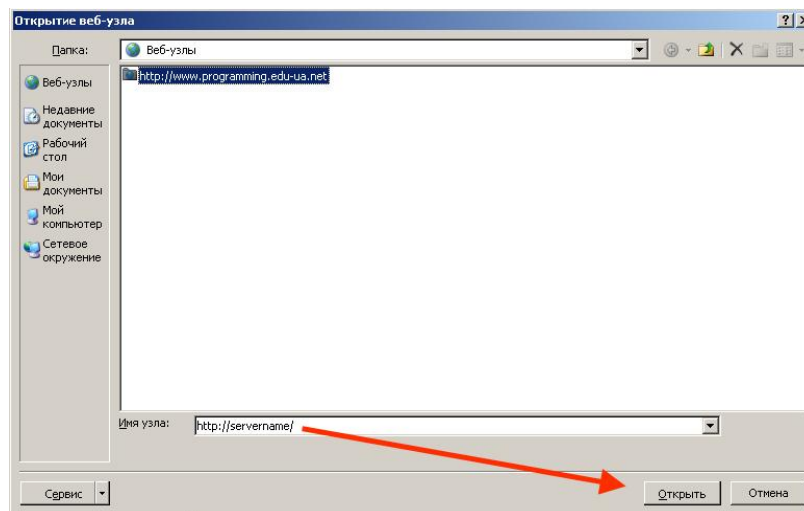 Открытие веб-узла
Папка:
Веб-узлы
Веб-узлы
http://www.programming.edu-ua.net
Недавние
документы
Рабочий
стол
Мои
документы
Мой
компьютер
Сетевое
окружение
Имя узла:
http://servername/
Сервис
Открыть
Отмена